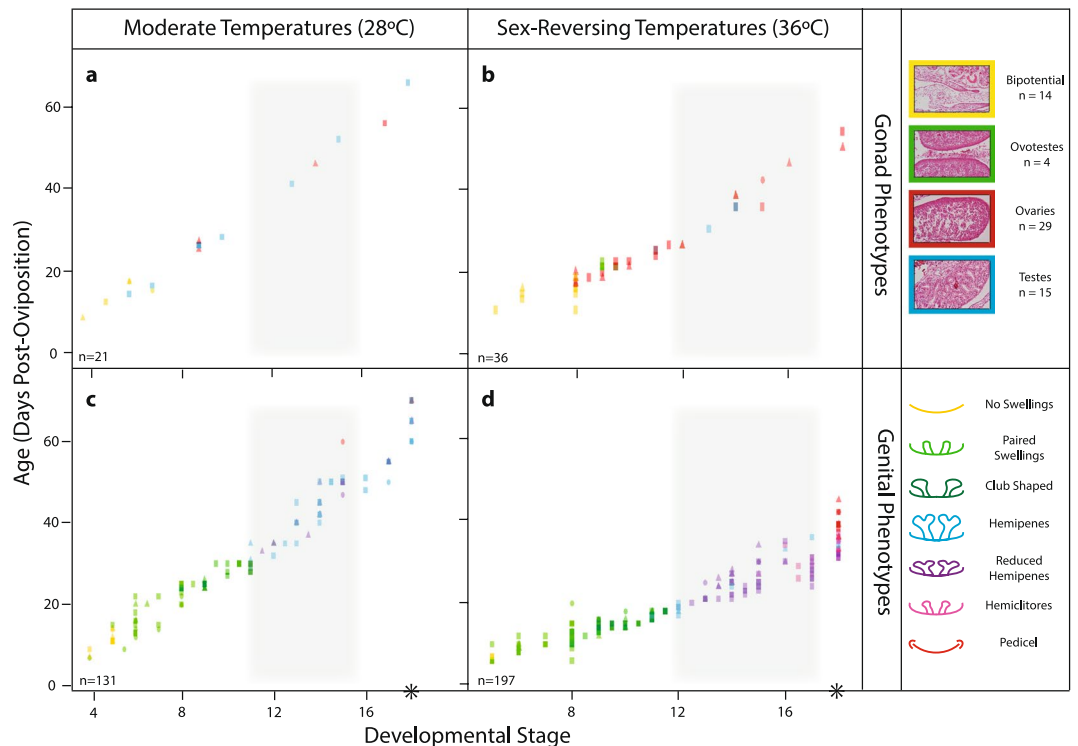 Moderate Temperatures (28ºC)
Sex-Reversing Temperatures (36ºC)
a
b
60
40
20
0
n=21
n=36
Gonad Phenotypes
Bipotential
n = 14
Ovotestes
n = 4
Ovaries
n = 29
Testes
n = 15
Age (Days Post-Oviposition)
c
d
60
40
20
0
n=131
n=197
Genital Phenotypes
No Swellings
Paired
Swellings
Club Shaped
Hemipenes
Reduced
Hemipenes
Hemiclitores
Pedicel
4
8
12
16
8
12
16
Developmental Stage